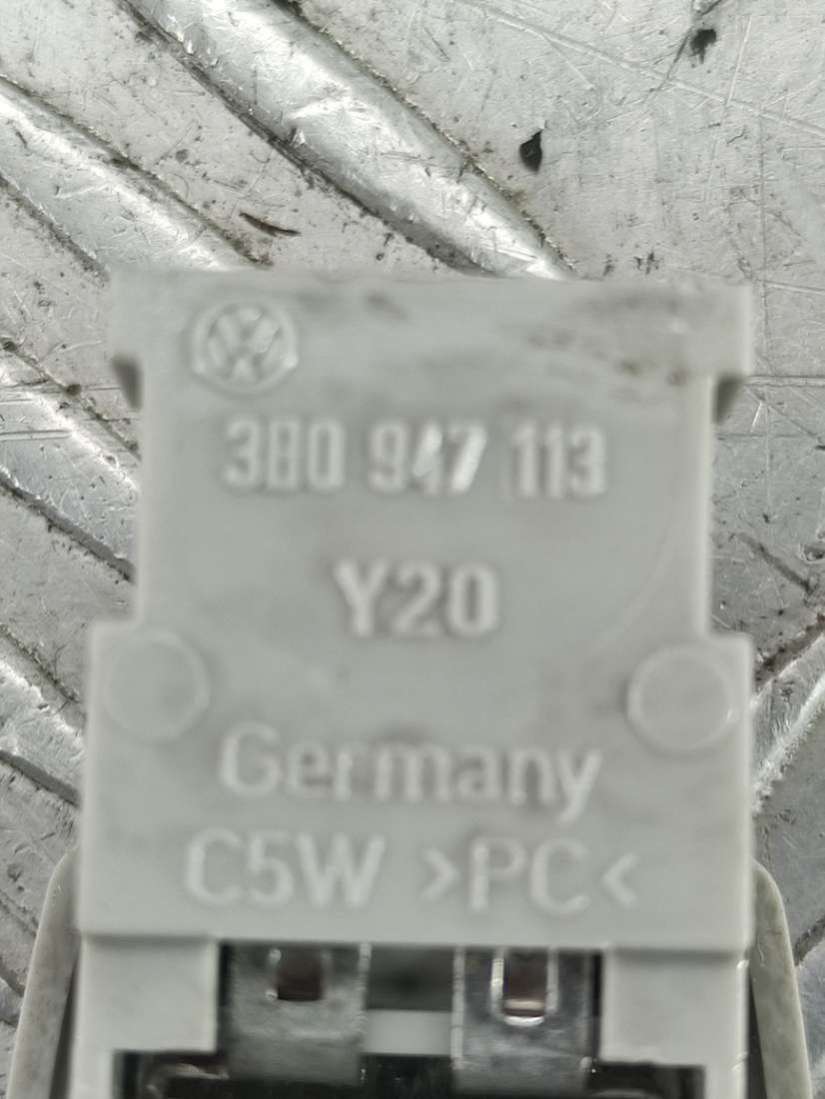 3B0 947 113
Y20
Germany
C5W >PC<